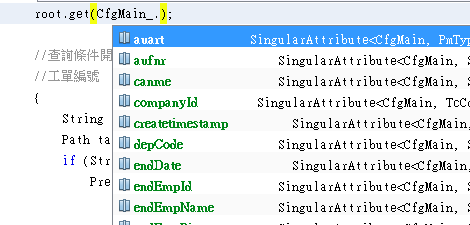 root.get(CfgMain_.);
//查詢條件開
//工單編號
{
String
Path ta
if (Str
Pre
auart SingularAttribute<CfgMain, PmTyp
aufnr SingularAttribute<CfgMain, S
canme SingularAttribute<CfgMain, S
companyId SingularAttribute<CfgMain, TcCo
createtimestamp SingularAttribute<CfgMain,
depCode SingularAttribute<CfgMain, S
endDate SingularAttribute<CfgMain, S
endEmpId SingularAttribute<CfgMain, S
endEmpName SingularAttribute<CfgMain, S